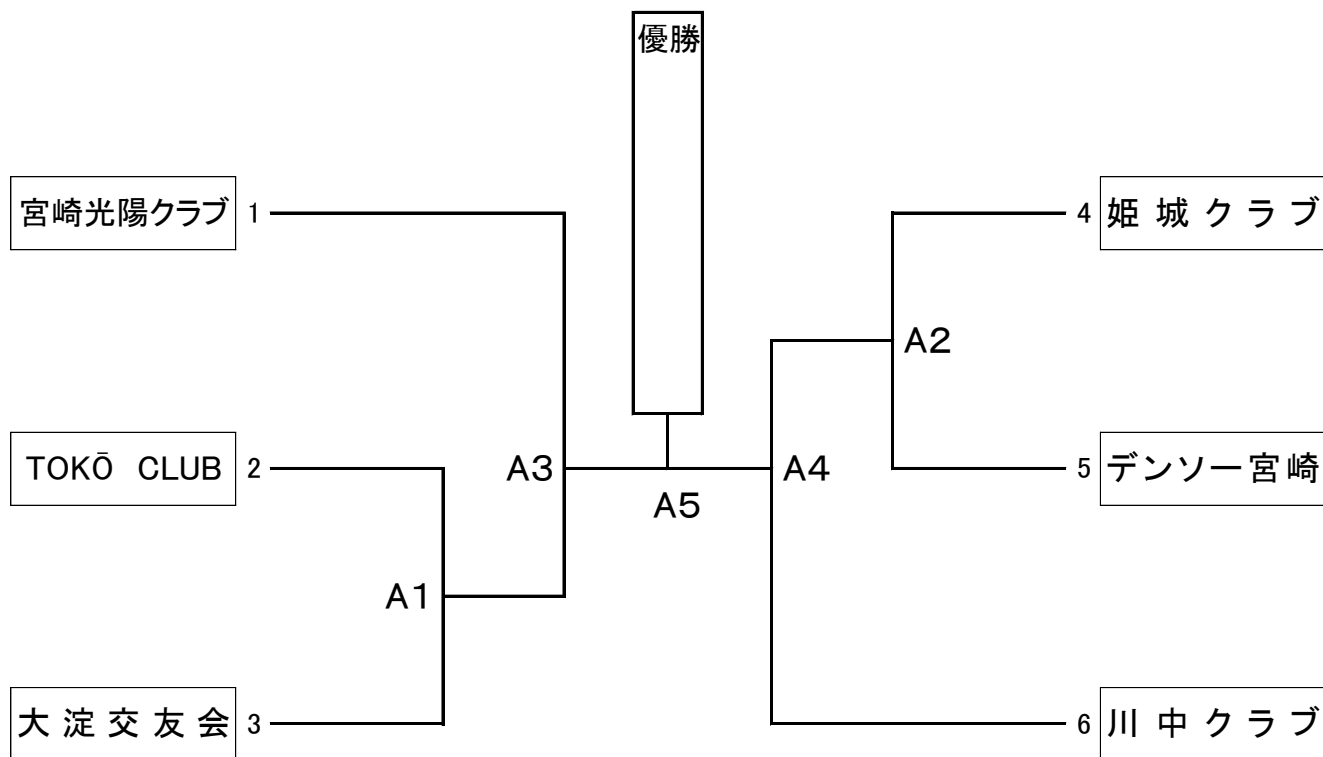 優勝
宮崎光陽クラブ 1
4 姫城クラブ
A2
TOKŌ CLUB 2
A3
A4
5 デンソー宮崎
A5
A1
大淀交友会 3
6 川中クラブ